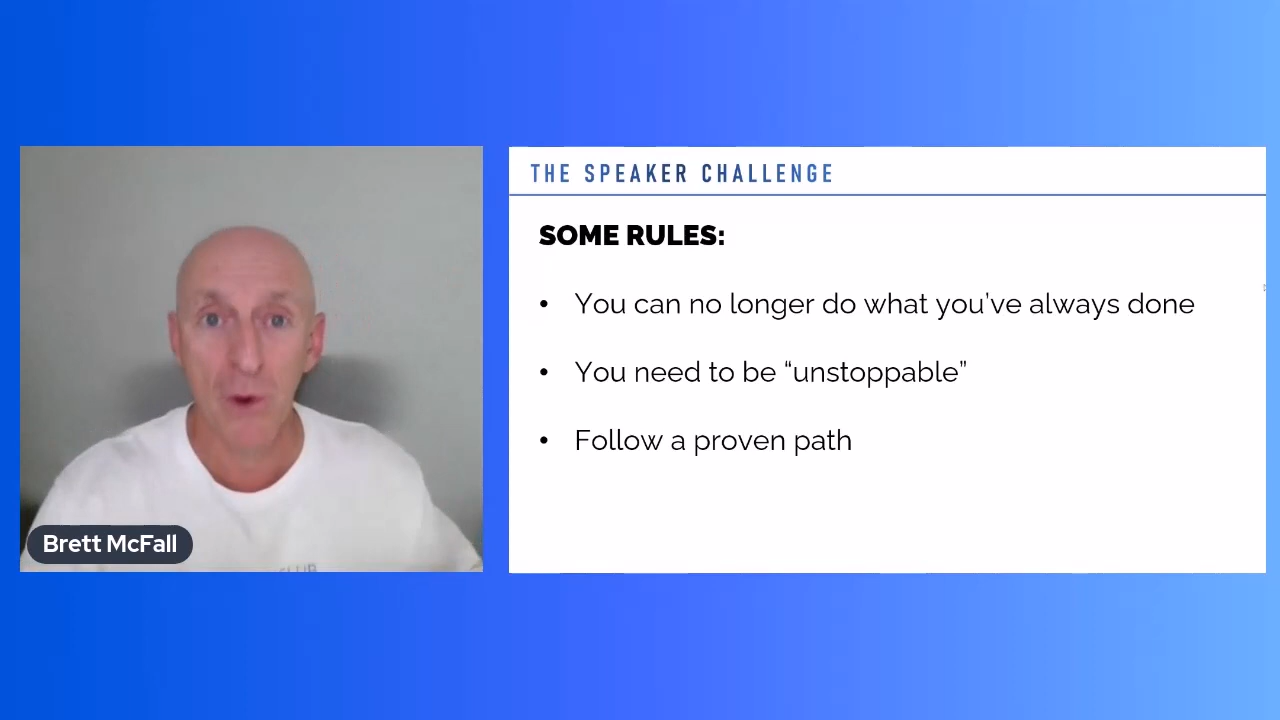 THE SPEAKER CHALLENGE
SOME RULES:
• You can no longer do what you’ve always done
• You need to be “unstoppable”
• Follow a proven path
Brett McFall